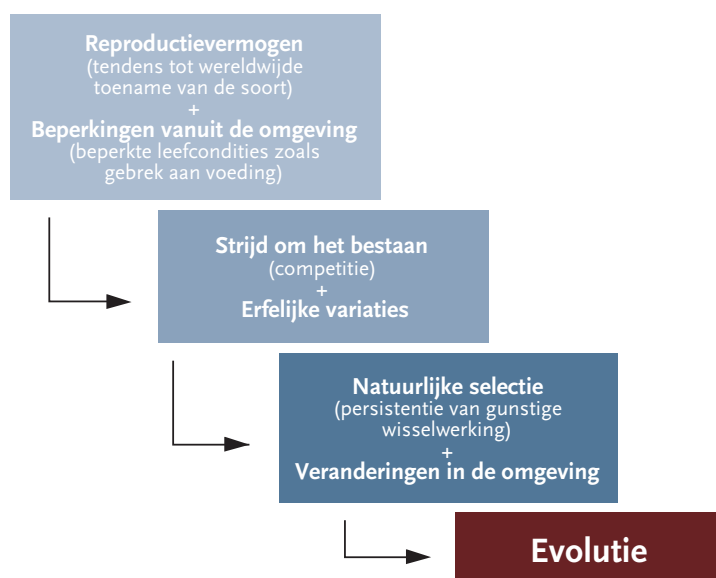 Reproductievermogen
(tendens tot wereldwijde
toename van de soort)
+
Beperkingen vanuit de omgeving
(beperkte leefcondities zoals
gebrek aan voeding)
Strijd om het bestaan
(competitie)
+
Erfelijke variaties
Natuurlijke selectie
(persistentie van gunstige
wisselwerking)
+
Veranderingen in de omgeving
Evolutie